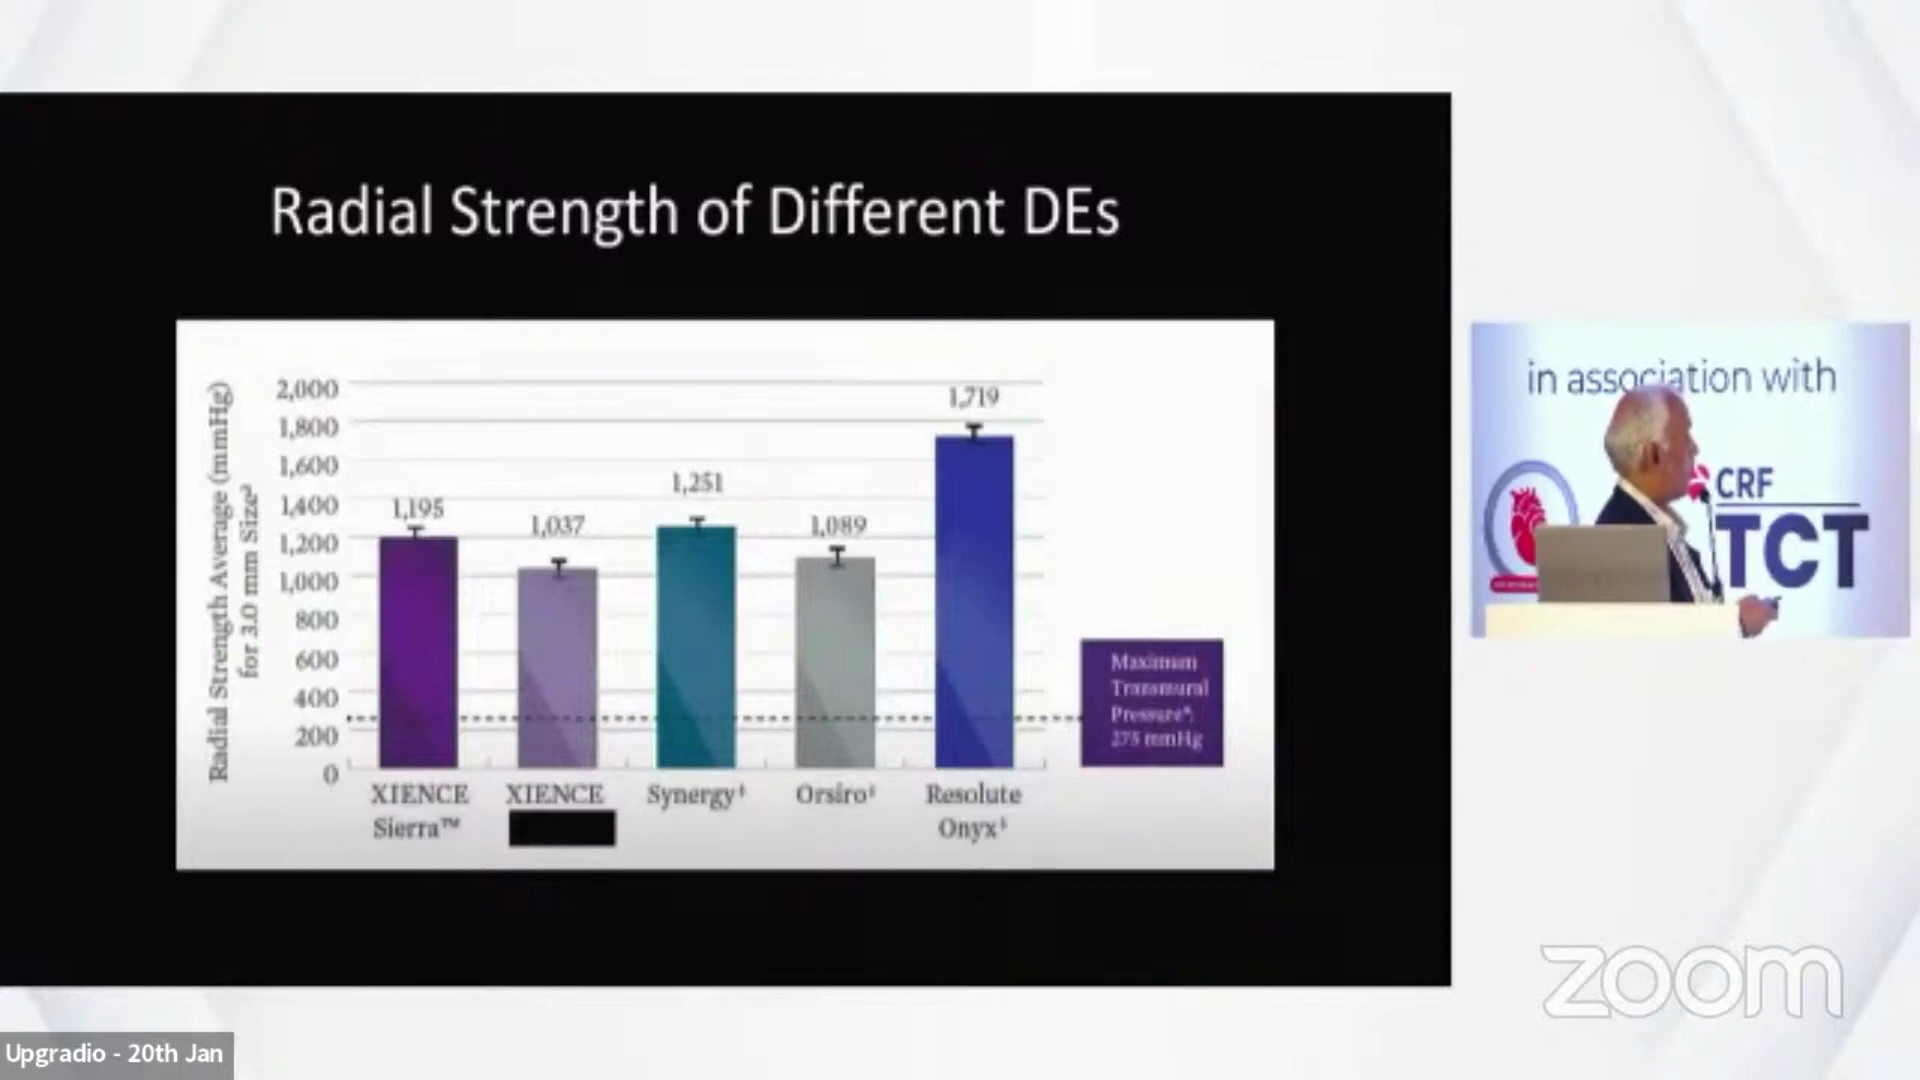 Radial Strength of Different DEs
Radial Strength Average (mmHg)
for 3.0 mm Size²
2,000
1,800
1,600
1,400
1,200
1,000
800
600
400
200
0
1,195
1,037
1,251
1,089
1,719
XIENCE
Sierra™
XIENCE
Synergy‡
Orsiro‡
Resolute
Onyx‡
Maximum
Transmural
Pressure⁴:
275 mmHg
in association with
CRF
TCT
zoom
Upgradio - 20th Jan